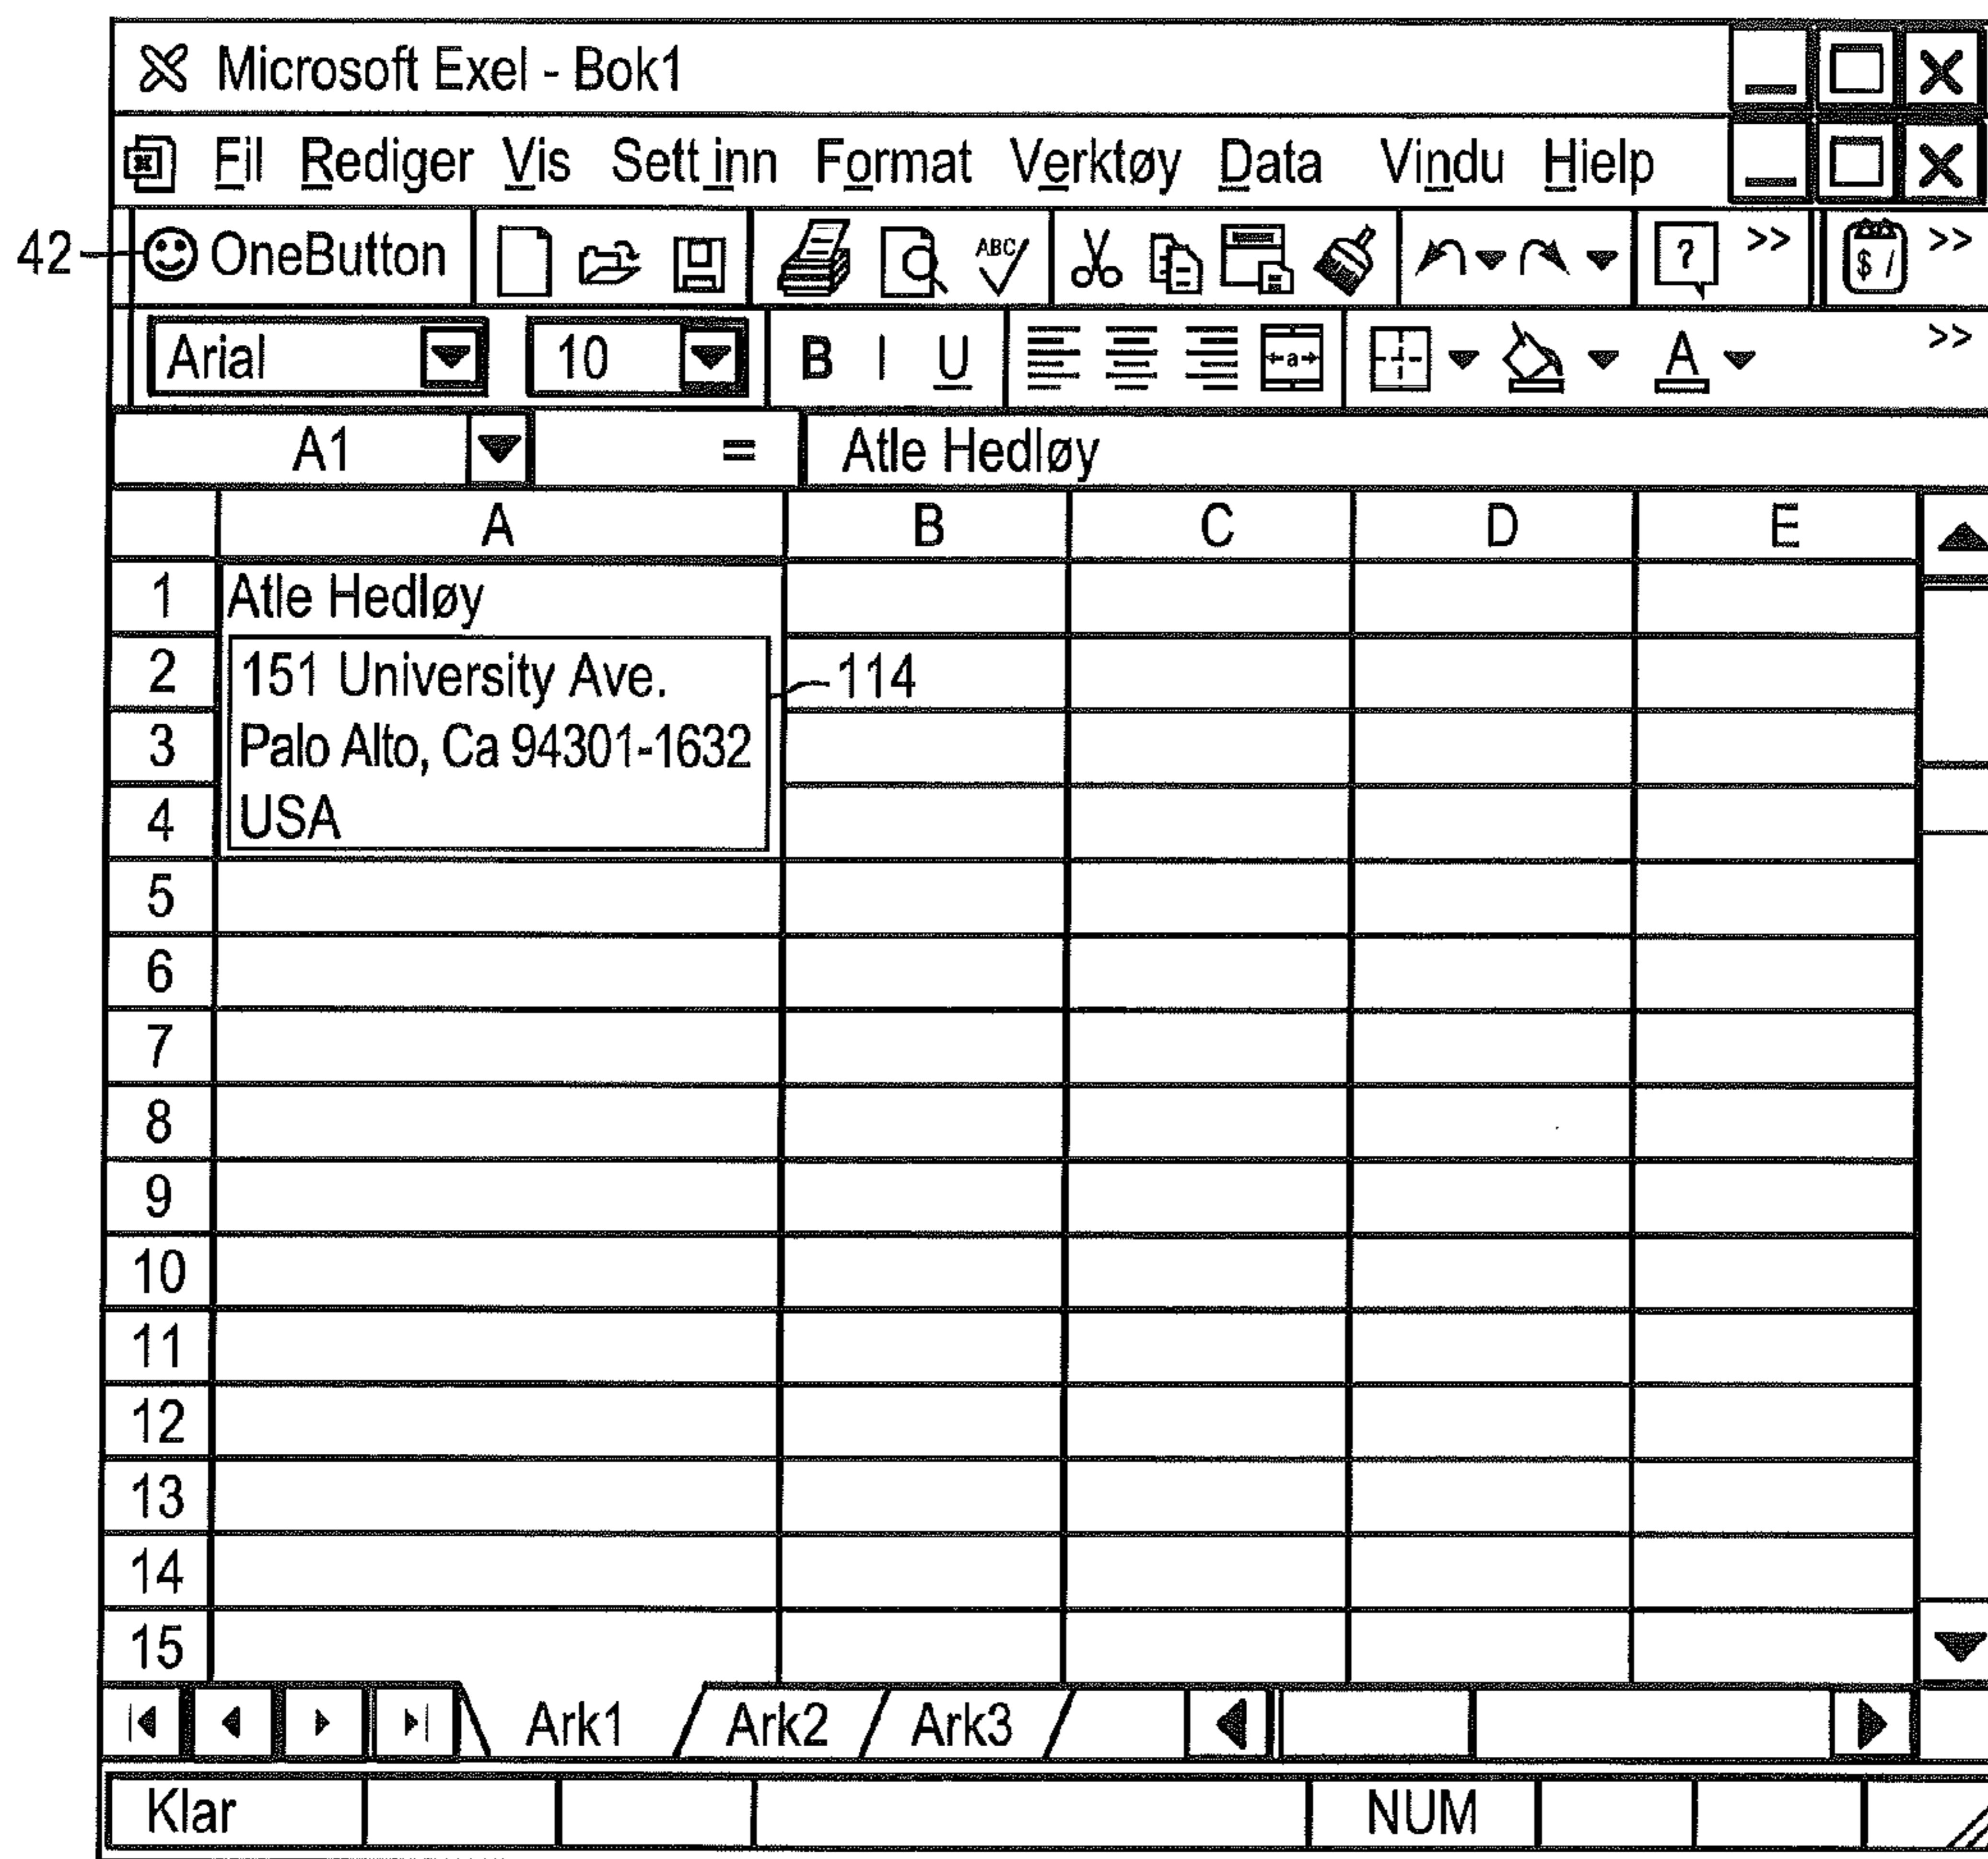 Microsoft Exel - Bok1
Fil Rediger Vis Sett inn Format Verktøy Data Vindu Hielp
42 OneButton ABC ? >> $ / >>
Arial 10 B I U a A >>
A1 = Atle Hedløy
A B C D E
1 Atle Hedløy
2 151 University Ave. 114
3 Palo Alto, Ca 94301-1632
4 USA
5
6
7
8
9
10
11
12
13
14
15
Ark1 Ark2 Ark3
Klar NUM